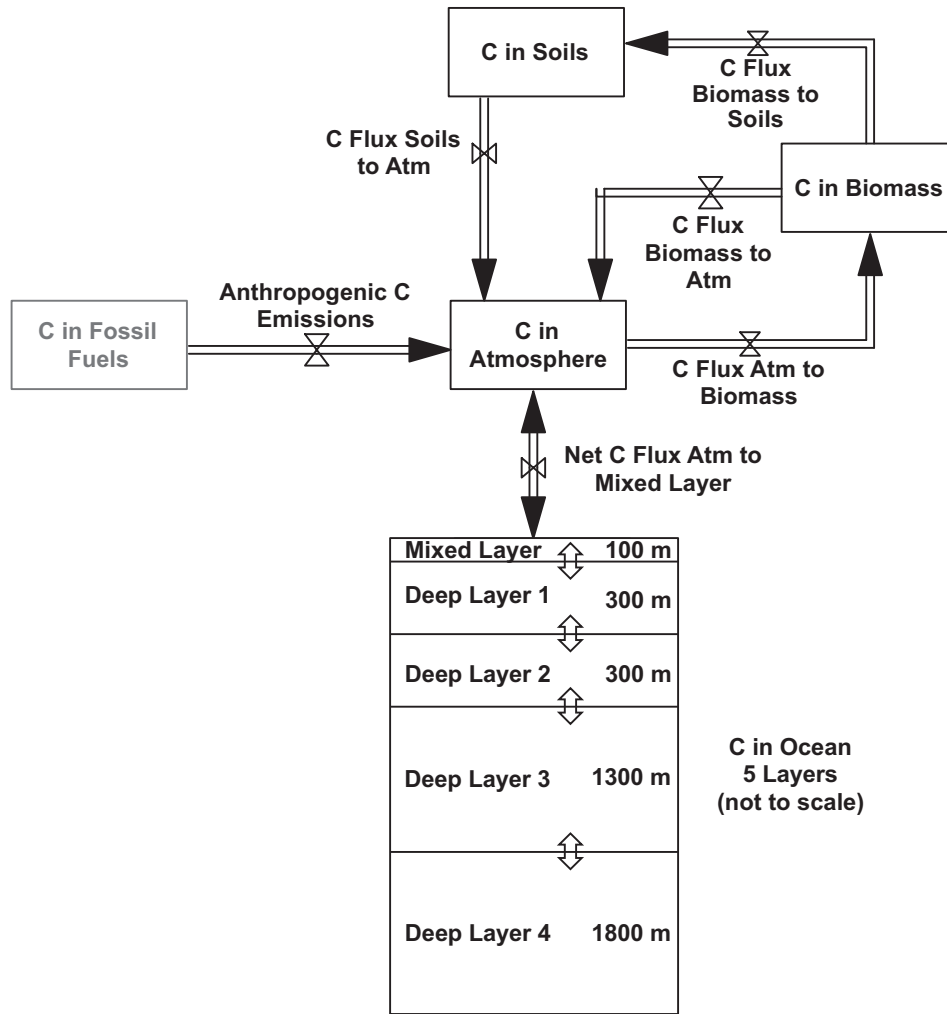 C in Soils
C Flux
Biomass to
Soils
C Flux Soils
to Atm
C in Biomass
C Flux
Biomass to
Atm
Anthropogenic C
Emissions
C in Fossil
Fuels
C in
Atmosphere
C Flux Atm to
Biomass
Net C Flux Atm to
Mixed Layer
Mixed Layer 100 m
Deep Layer 1 300 m
Deep Layer 2 300 m
Deep Layer 3 1300 m
C in Ocean
5 Layers
(not to scale)
Deep Layer 4 1800 m